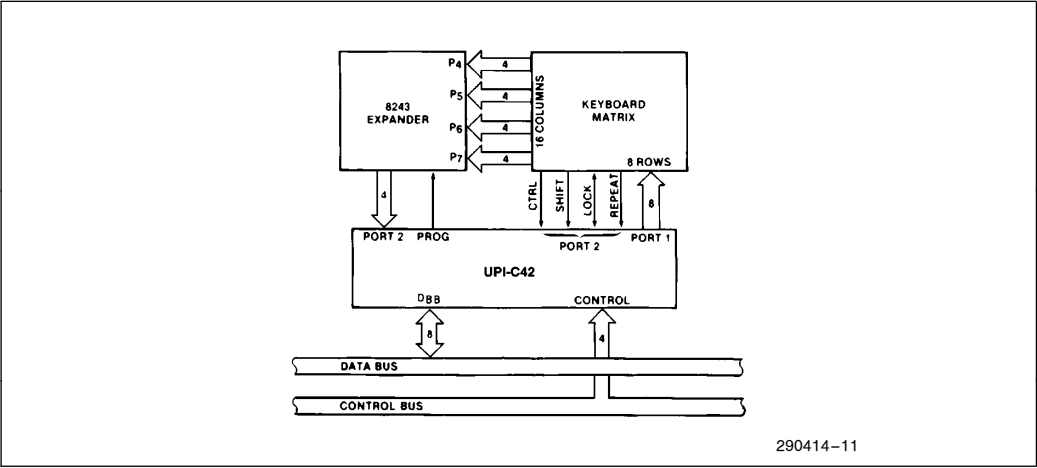 8243
EXPANDER
P4
P5
P6
P7
4
4
4
4
16 COLUMNS
KEYBOARD
MATRIX
8 ROWS
4
CTRL
SHIFT
LOCK
REPEAT
8
PORT 2
PROG
PORT 2
PORT 1
UPI-C42
DBB
CONTROL
8
4
DATA BUS
CONTROL BUS
290414–11